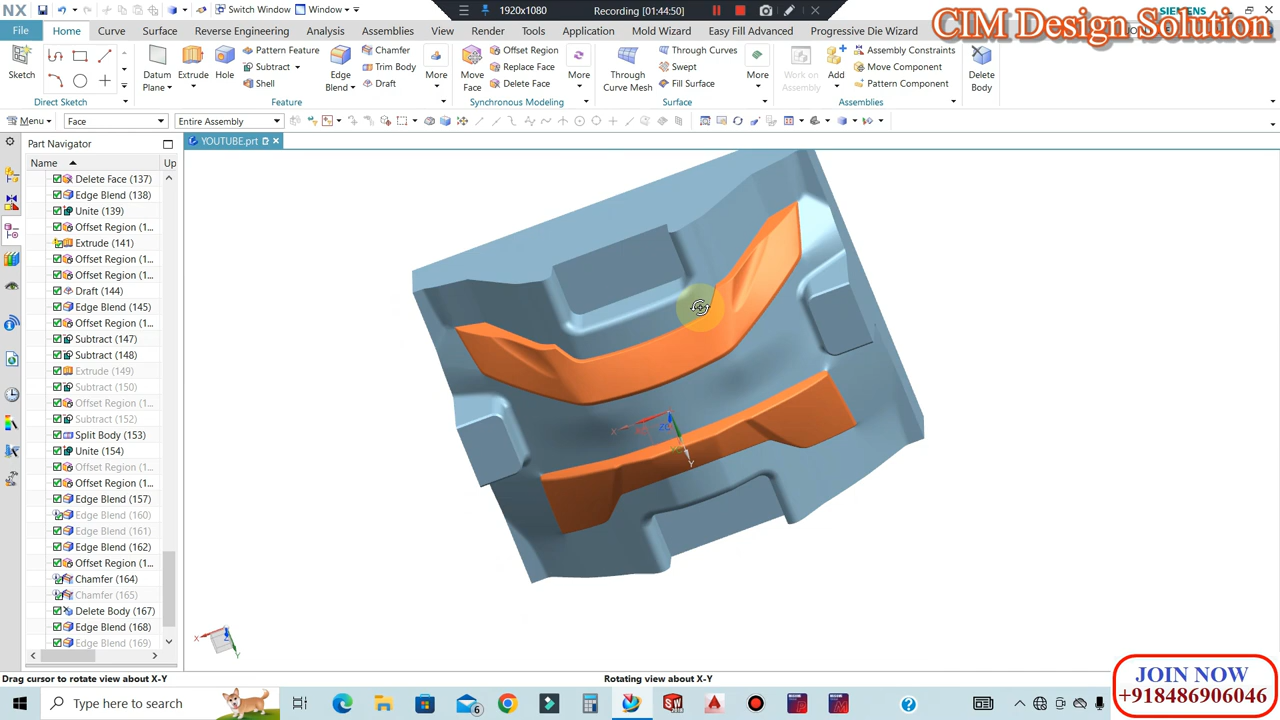 NX Switch Window Window 1920x1080 Recording [01:44:50] SIEMENS
CIM Design Solution
File Home Curve Surface Reverse Engineering Analysis Assemblies View Render Tools Application Mold Wizard Easy Fill Advanced Progressive Die Wizard
Sketch
Direct Sketch
Datum Plane
Extrude
Hole
Pattern Feature
Subtract
Shell
Edge Blend
Chamfer
Trim Body
Draft
More
Feature
Move Face
Offset Region
Replace Face
Delete Face
More
Synchronous Modeling
Through Curve Mesh
Through Curves
Swept
Fill Surface
More
Surface
Work on Assembly
Add
Assembly Constraints
Move Component
Pattern Component
Assemblies
Delete Body
Menu Face Entire Assembly
Part Navigator
YOUTUBE.prt
Name Up
Delete Face (137)
Edge Blend (138)
Unite (139)
Offset Region (1...
Extrude (141)
Offset Region (1...
Offset Region (1...
Draft (144)
Edge Blend (145)
Offset Region (1...
Subtract (147)
Subtract (148)
Extrude (149)
Subtract (150)
Offset Region (1...
Subtract (152)
Split Body (153)
Unite (154)
Offset Region (1...
Offset Region (1...
Edge Blend (157)
Edge Blend (160)
Edge Blend (161)
Edge Blend (162)
Offset Region (1...
Chamfer (164)
Chamfer (165)
Delete Body (167)
Edge Blend (168)
Edge Blend (169)
X
Y
X
Z
Y
Drag cursor to rotate view about X-Y
Rotating view about X-Y
Type here to search
6
JOIN NOW
+918486906046